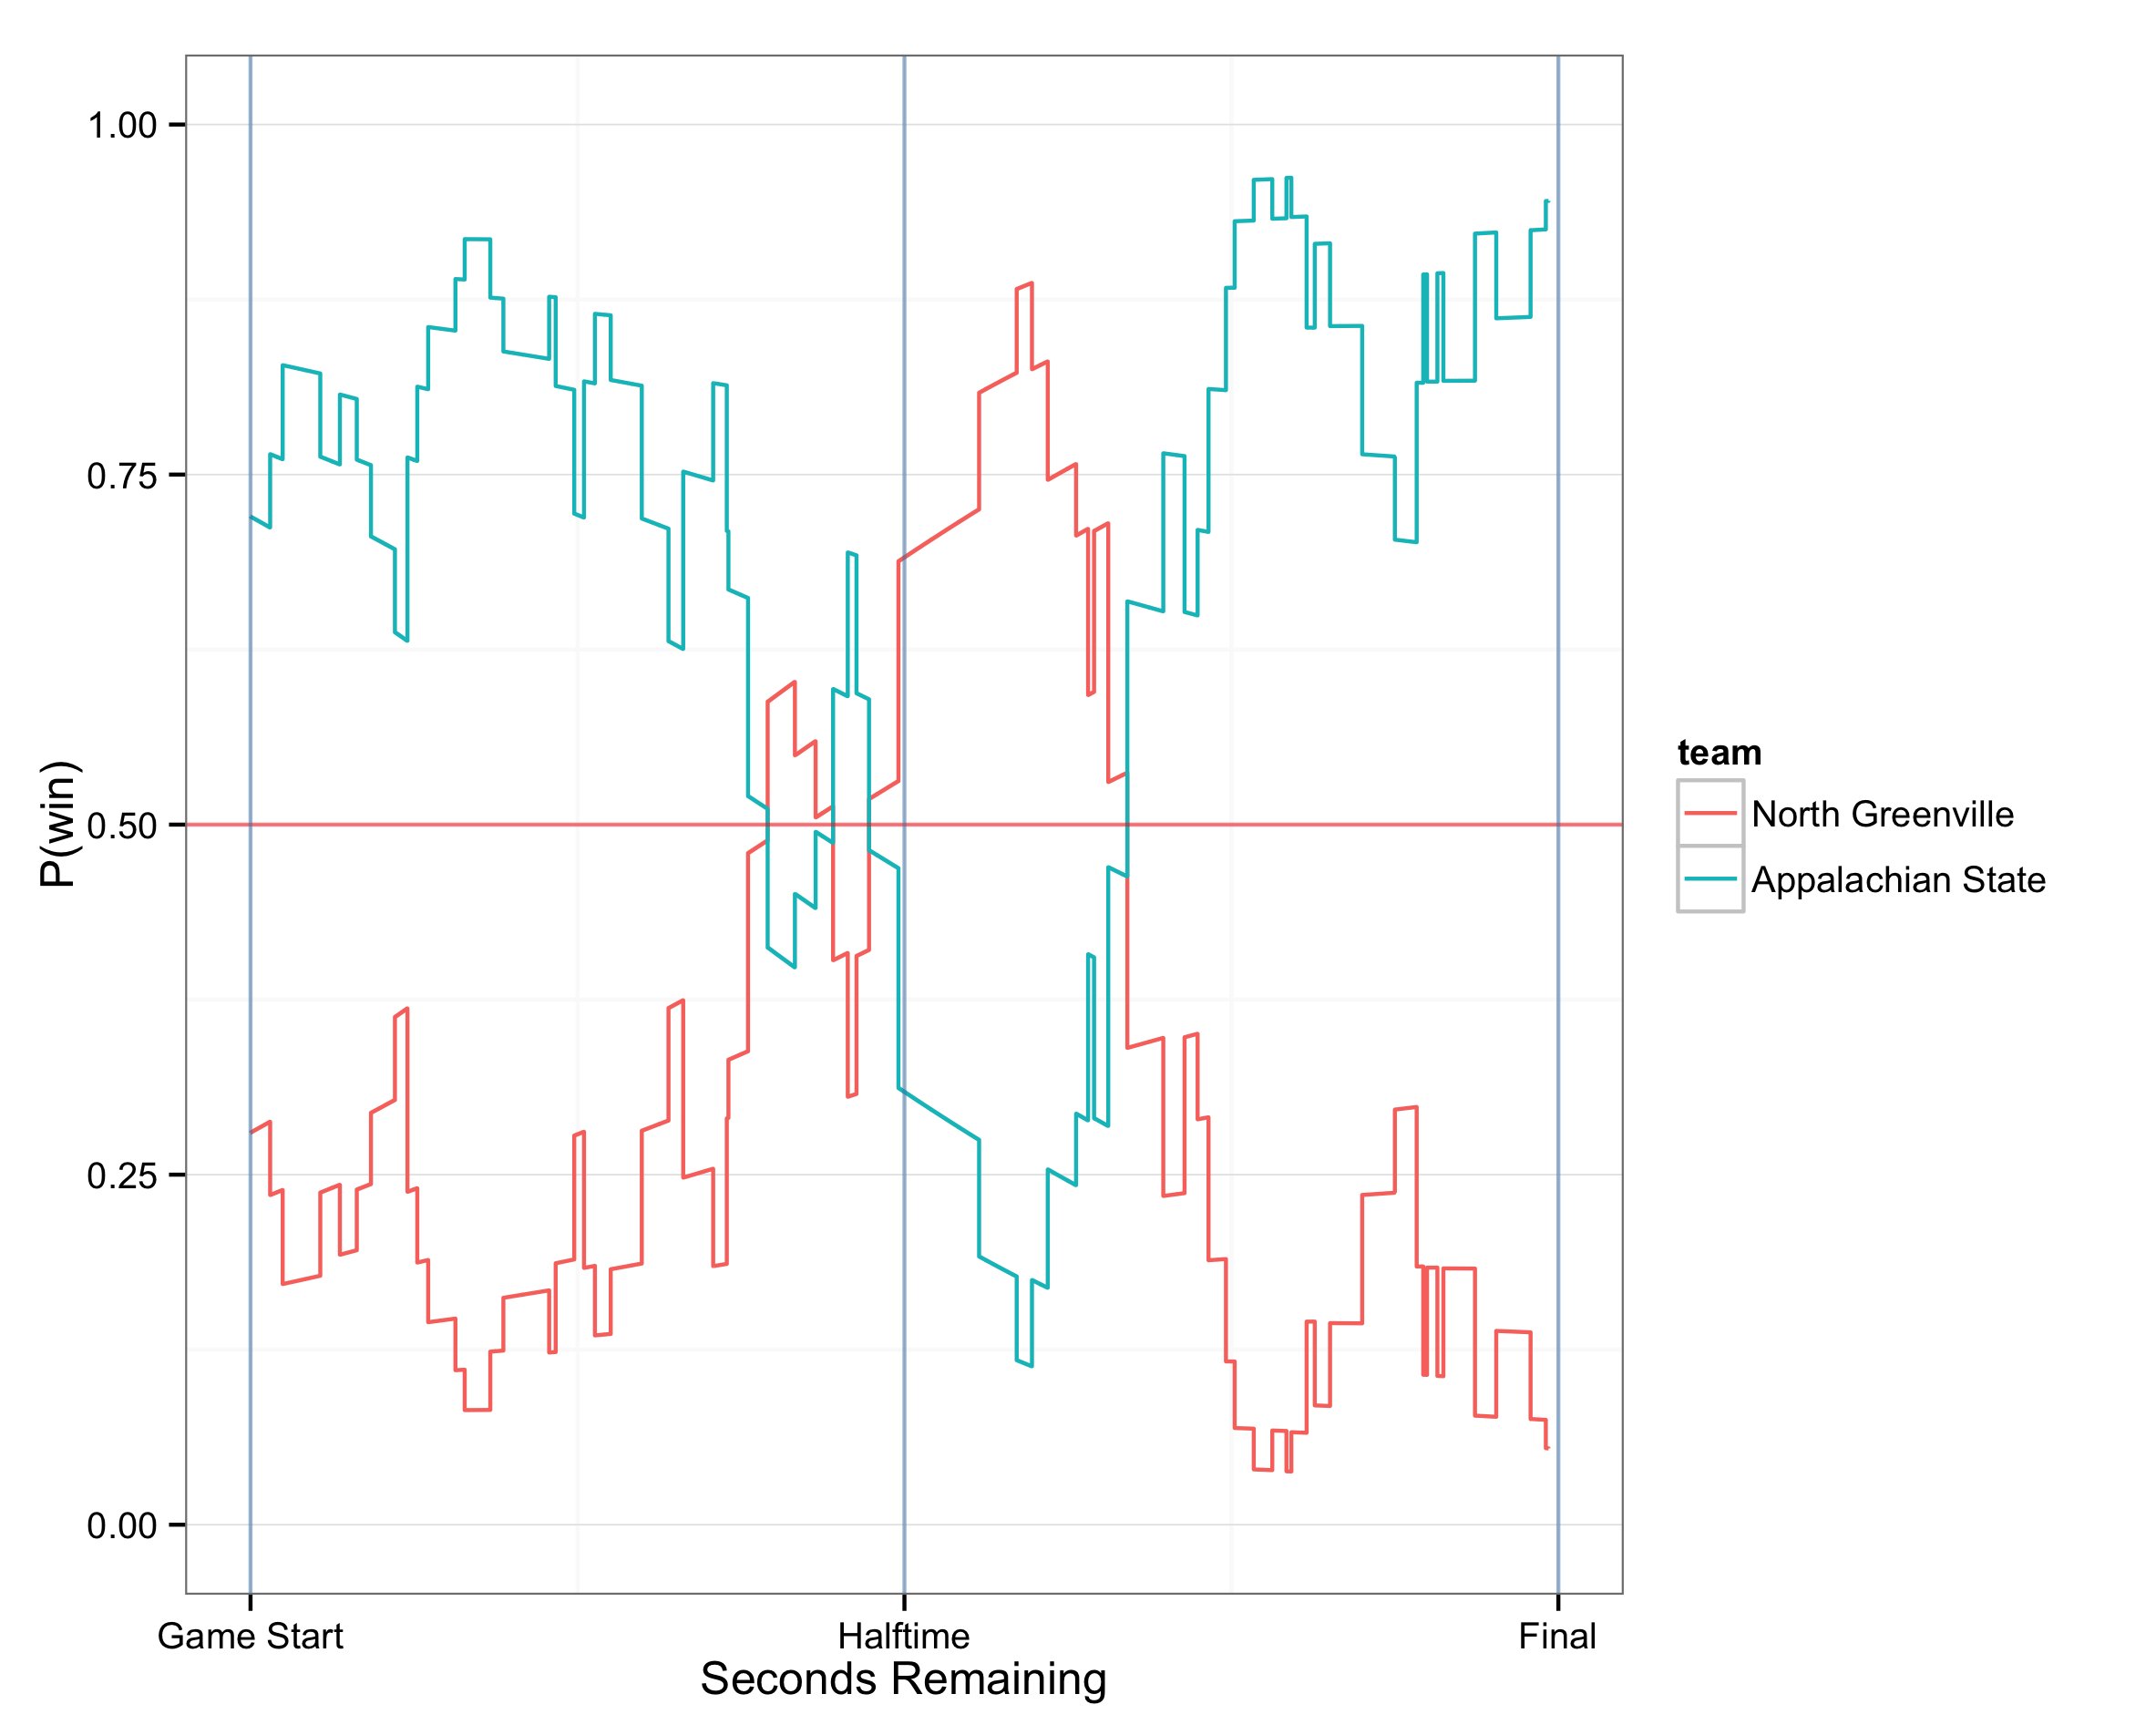 1.00
0.75
0.50
0.25
0.00
P(win)
Game Start
Halftime
Final
Seconds Remaining
team
North Greenville
Appalachian State